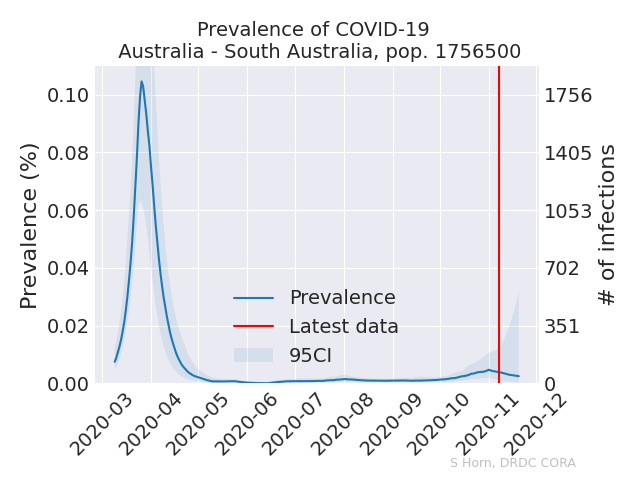 Prevalence of COVID-19
Australia - South Australia, pop. 1756500
Prevalence (%)
0.10
0.08
0.06
0.04
0.02
0.00
1756
1405
1053
702
351
0
# of infections
Prevalence
Latest data
95CI
2020-03
2020-04
2020-05
2020-06
2020-07
2020-08
2020-09
2020-10
2020-11
2020-12
S Horn, DRDC CORA